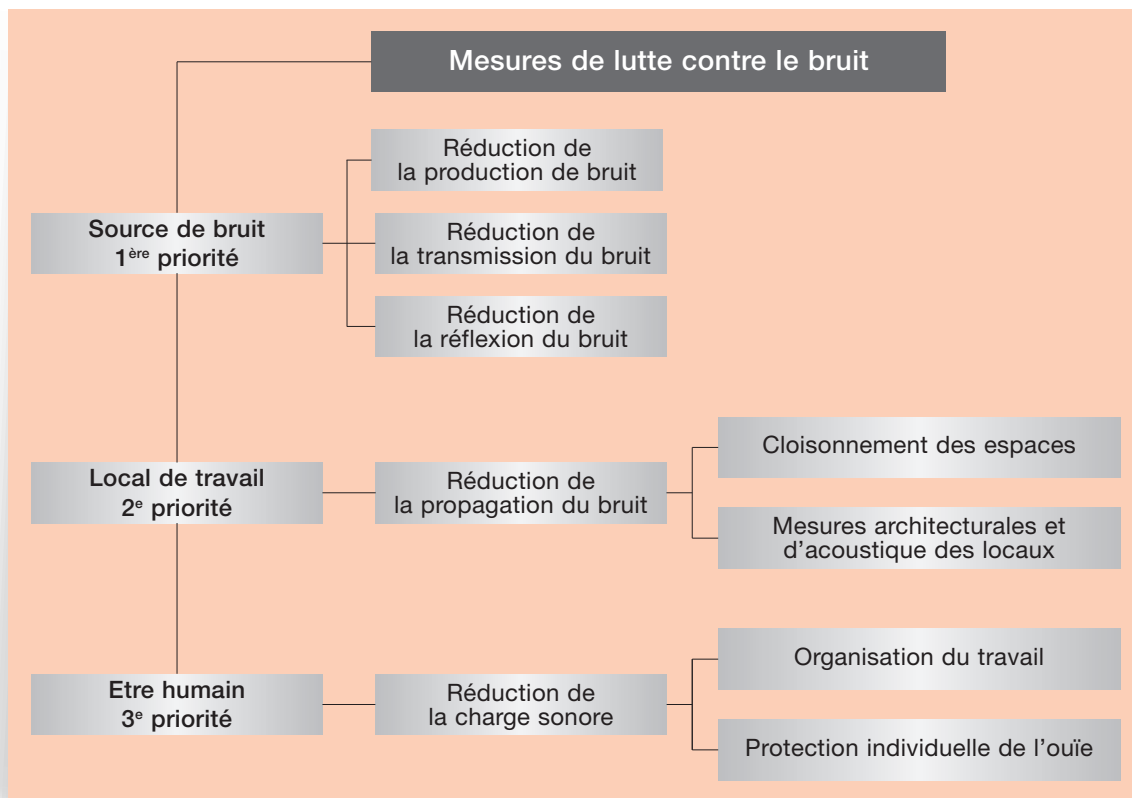 Mesures de lutte contre le bruit
Réduction de
la production de bruit
Source de bruit
1ère priorité
Réduction de
la transmission du bruit
Réduction de
la réflexion du bruit
Local de travail
2e priorité
Réduction de
la propagation du bruit
Cloisonnement des espaces
Mesures architecturales et
d'acoustique des locaux
Etre humain
3e priorité
Réduction de
la charge sonore
Organisation du travail
Protection individuelle de l'ouïe